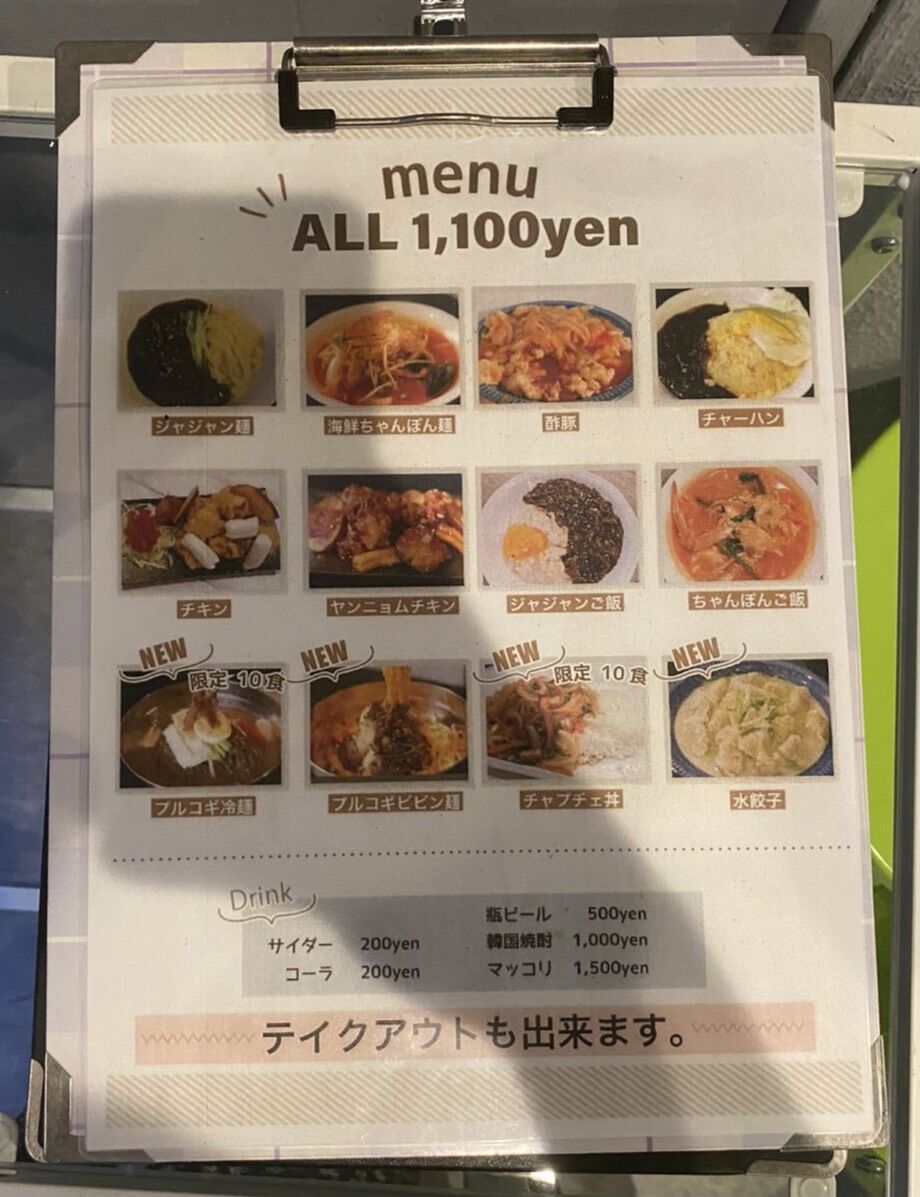 menu
ALL 1,100yen
ジャジャン麺 海鮮ちゃんぽん麺 酢豚 チャーハン
チキン ヤンニョムチキン ジャジャンご飯 ちゃんぽんご飯
NEW 限定 10食 NEW NEW 限定 10食 NEW
プルコギ冷麺 プルコギビビン麺 チャプチェ丼 水餃子
Drink
瓶ビール 500yen
サイダー 200yen 韓国焼酎 1,000yen
コーラ 200yen マッコリ 1,500yen
テイクアウトも出来ます。